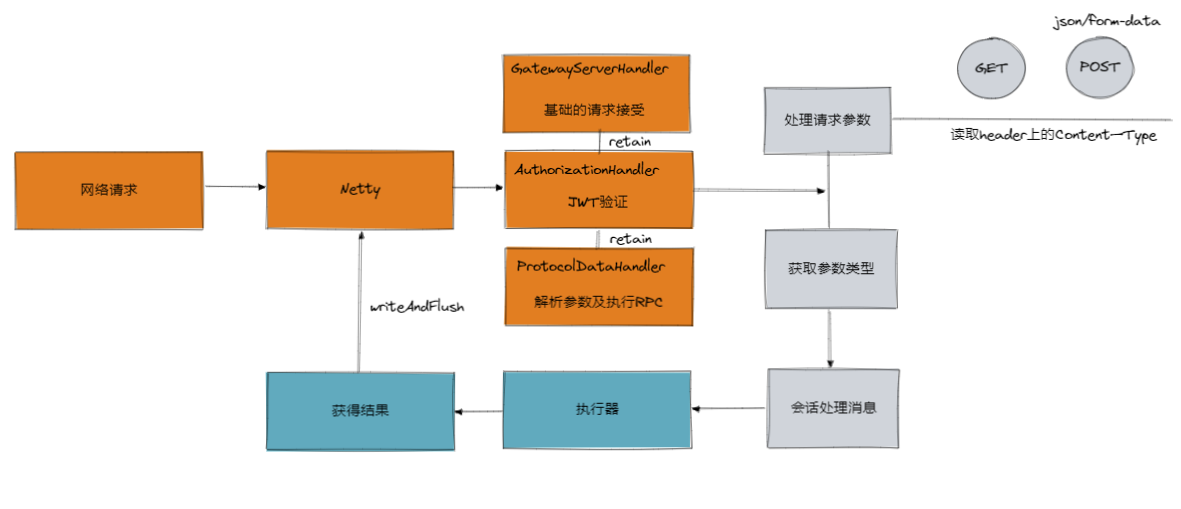 json/form-data
GET
POST
GatewayServerHandler
基础的请求接受
处理请求参数
读取header上的Content-Type
retain
网络请求
Netty
AuthorizationHandler
JWT验证
retain
ProtocolDataHandler
解析参数及执行RPC
获取参数类型
writeAndFlush
获得结果
执行器
会话处理消息